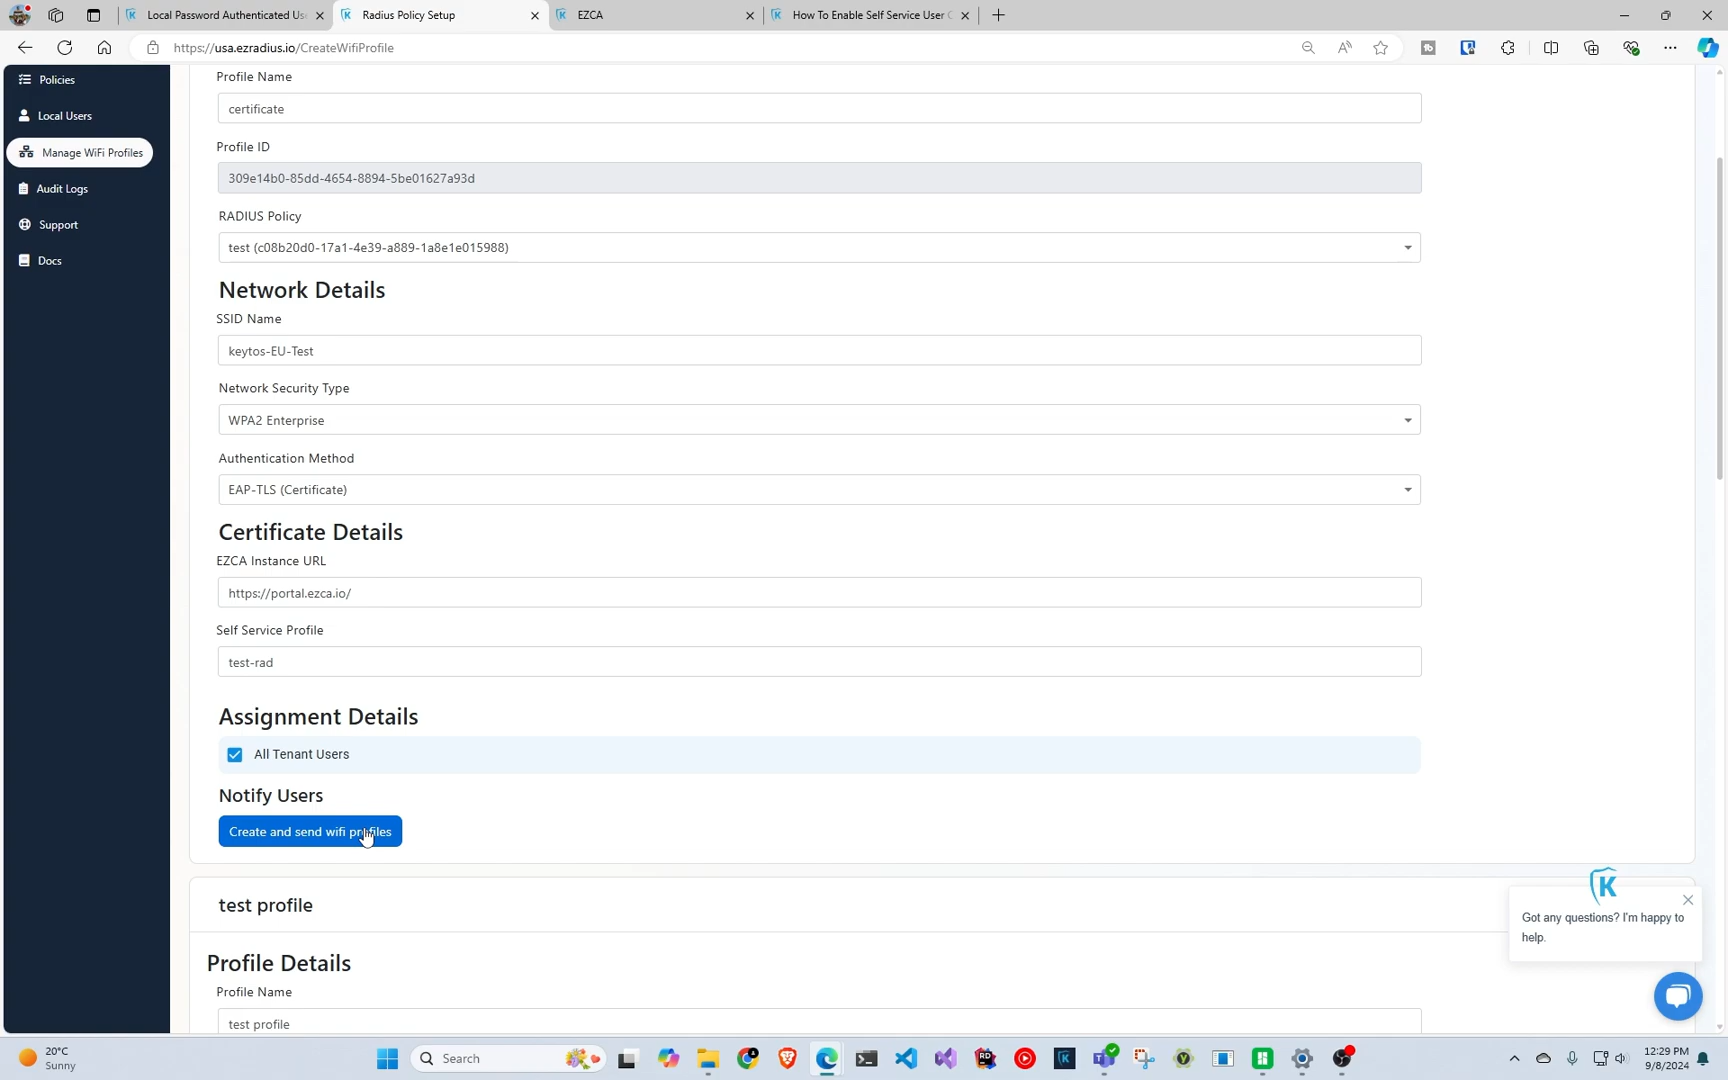 Local Password Authenticated Us
Radius Policy Setup
EZCA
How To Enable Self Service User C
https://usa.ezradius.io/CreateWifiProfile
Policies
Local Users
Manage WiFi Profiles
Audit Logs
Support
Docs
Profile Name
certificate
Profile ID
309e14b0-85dd-4654-8894-5be01627a93d
RADIUS Policy
test (c08b20d0-17a1-4e39-a889-1a8e1e015988)
Network Details
SSID Name
keytos-EU-Test
Network Security Type
WPA2 Enterprise
Authentication Method
EAP-TLS (Certificate)
Certificate Details
EZCA Instance URL
https://portal.ezca.io/
Self Service Profile
test-rad
Assignment Details
All Tenant Users
Notify Users
Create and send wifi profiles
test profile
Profile Details
Profile Name
test profile
Got any questions? I'm happy to
help.
20°C
Sunny
Search
12:29 PM
9/8/2024